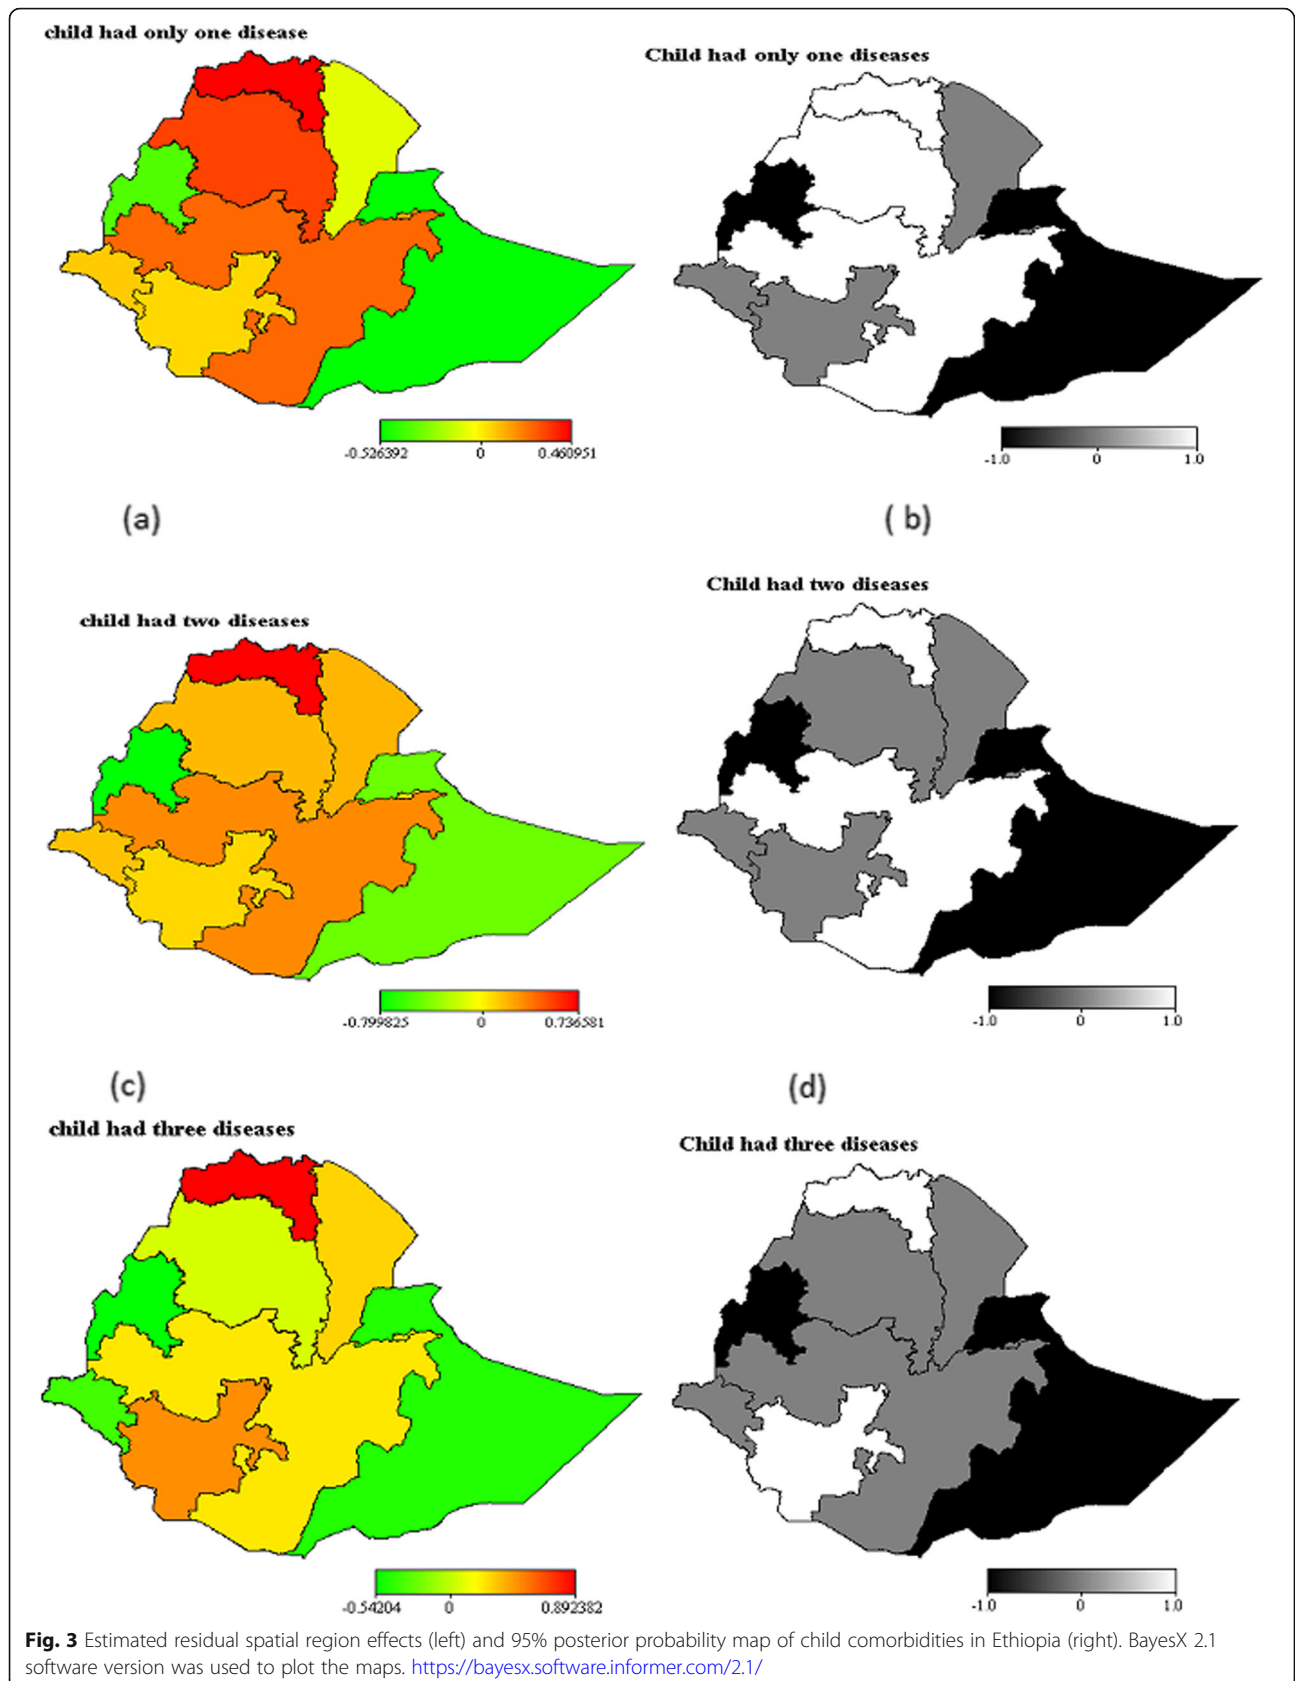 child had only one disease
Child had only one diseases
-0.526392 0 0.460951
-1.0 0 1.0
(a)
( b)
child had two diseases
Child had two diseases
-0.799825 0 0.736581
-1.0 0 1.0
(c)
(d)
child had three diseases
Child had three diseases
-0.54204 0 0.892382
-1.0 0 1.0
Fig. 3 Estimated residual spatial region effects (left) and 95% posterior probability map of child comorbidities in Ethiopia (right). BayesX 2.1
software version was used to plot the maps. https://bayesx.software.informer.com/2.1/